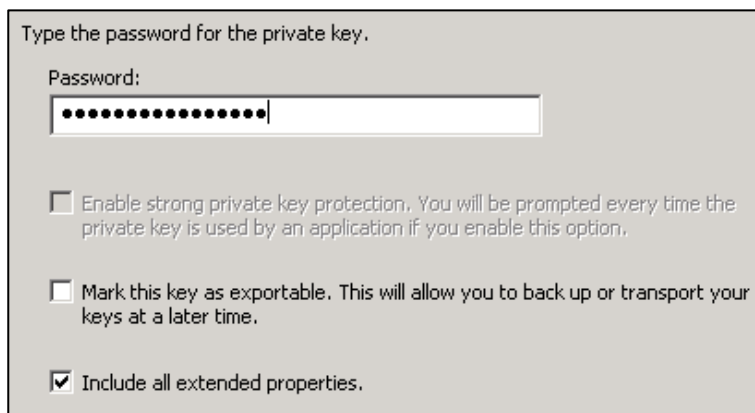 Type the password for the private key.
Password:
••••••••••••••••
Enable strong private key protection. You will be prompted every time the
private key is used by an application if you enable this option.
Mark this key as exportable. This will allow you to back up or transport your
keys at a later time.
Include all extended properties.